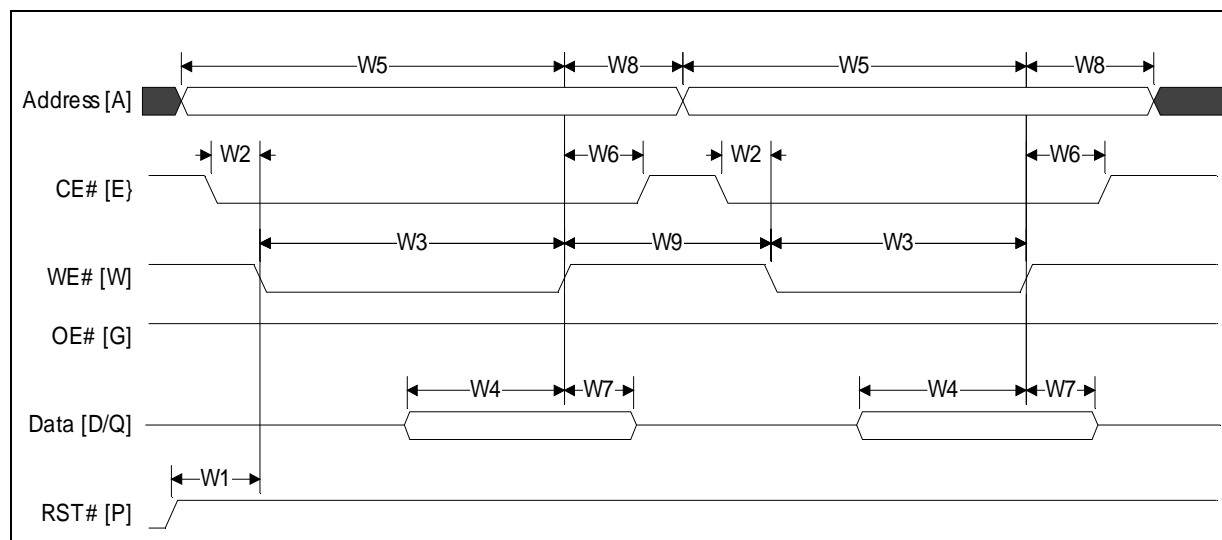 W5 W8 W5 W8
Address [A]
W2 W6 W2 W6
CE# [E}
W3 W9 W3
WE# [W]
OE# [G]
W4 W7 W4 W7
Data [D/Q]
W1
RST# [P]